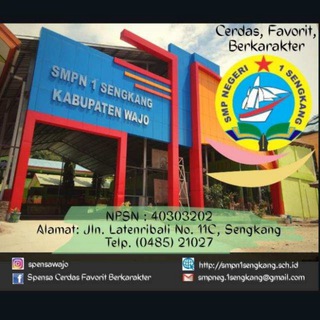 Cerdas, Favorit,
Berkarakter
SMP NEGERI 1 SENGKANG
SMPN 1 SENGKANG
KABUPATEN WAJO
NPSN : 40303202
Alamat: Jln. Latenribali No. 11C, Sengkang
Telp. (0485) 21027
spensawajo
http://smpn1sengkang.sch.id
Spensa Cerdas Favorit Berkarakter
smpneg.1sengkang@gmail.com